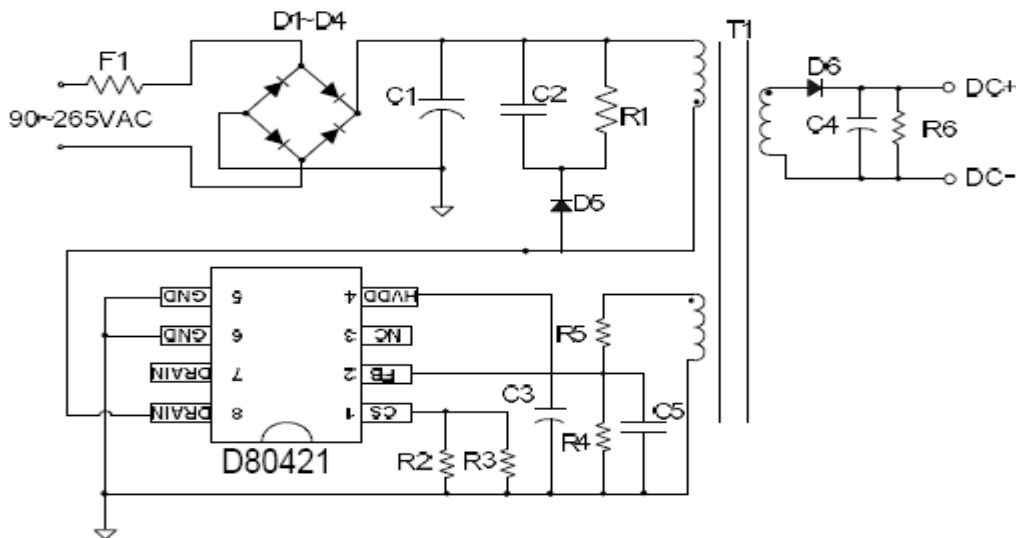 D1~D4
T1
F1
90~265VAC
C1
C2
R1
D5
D6
C4
R6
DC+
DC-
GND 5
4 HVDD
GND 6
3 NC
DRAIN 7
2 FB
DRAIN 8
1 CS
D80421
R5
C3
R4
C5
R2
R3